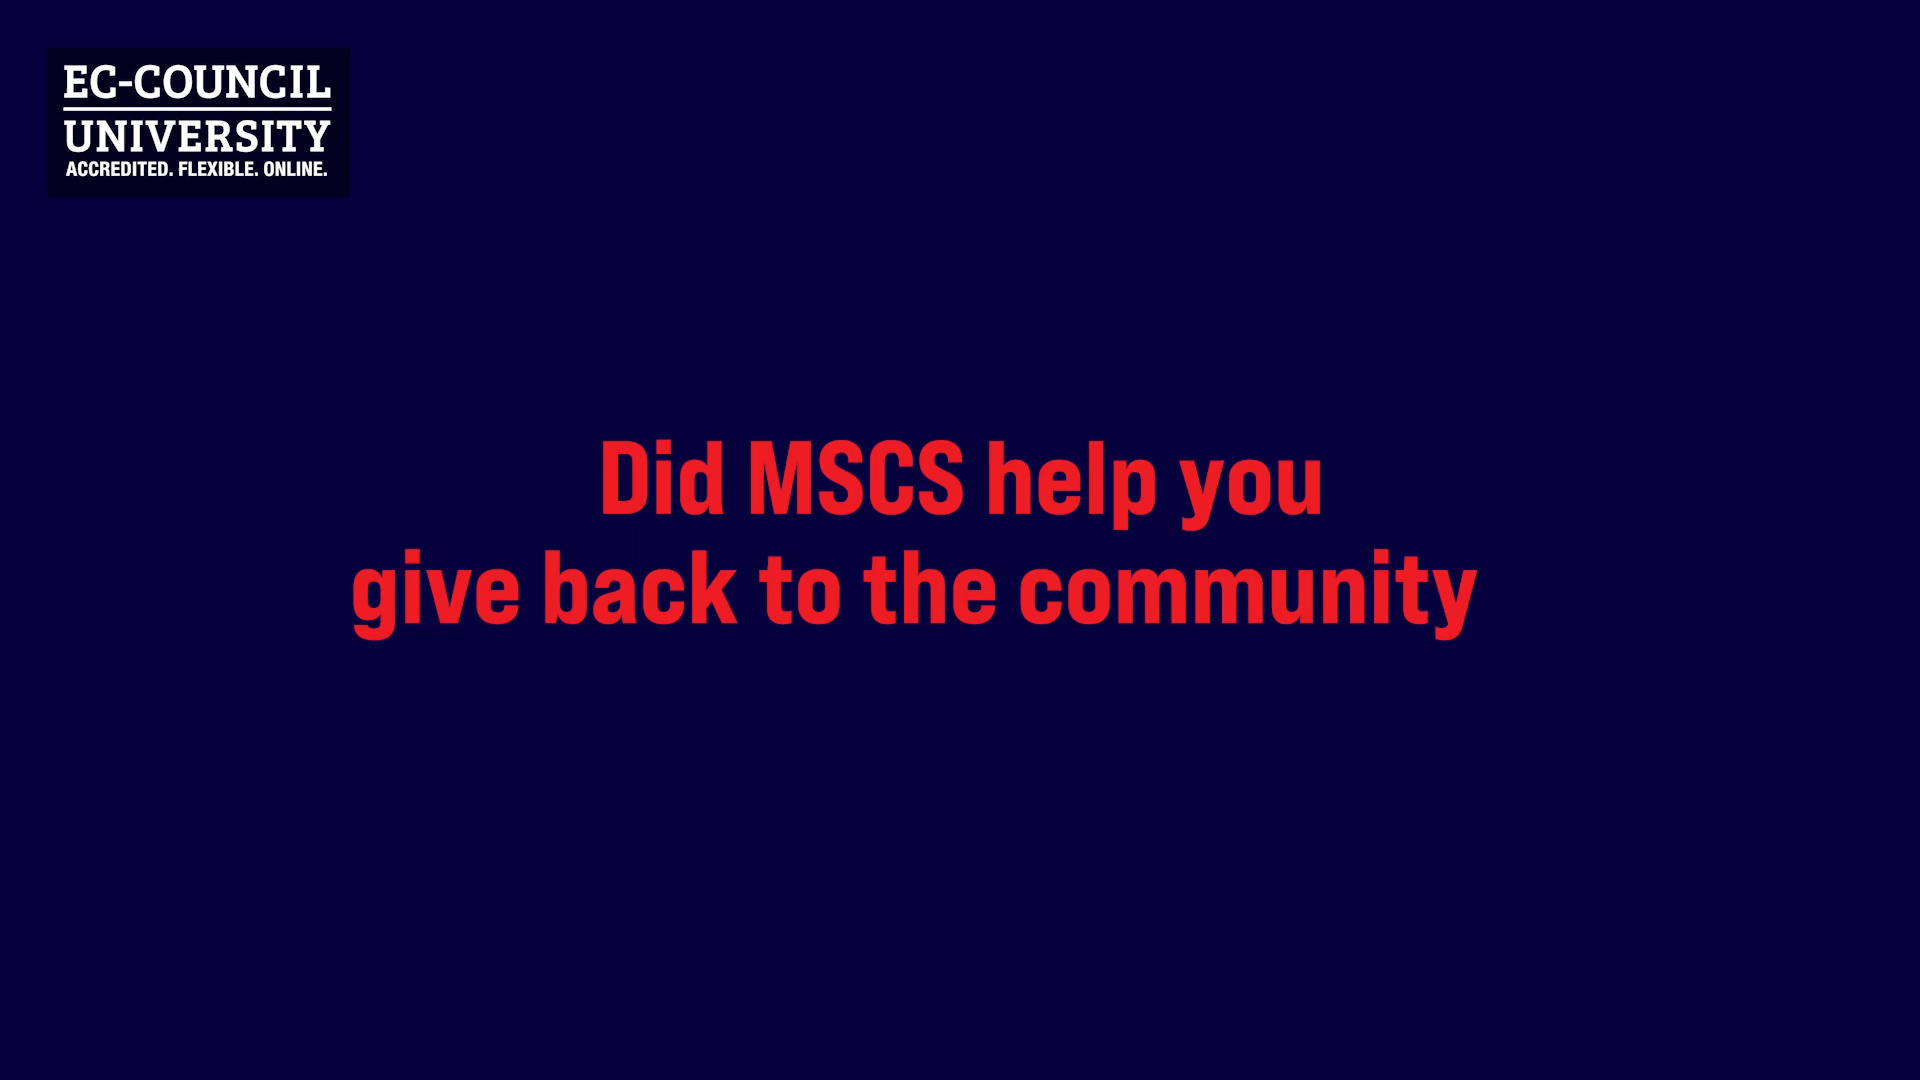 EC-COUNCIL
UNIVERSITY
ACCREDITED. FLEXIBLE. ONLINE.
Did MSCS help you
give back to the community